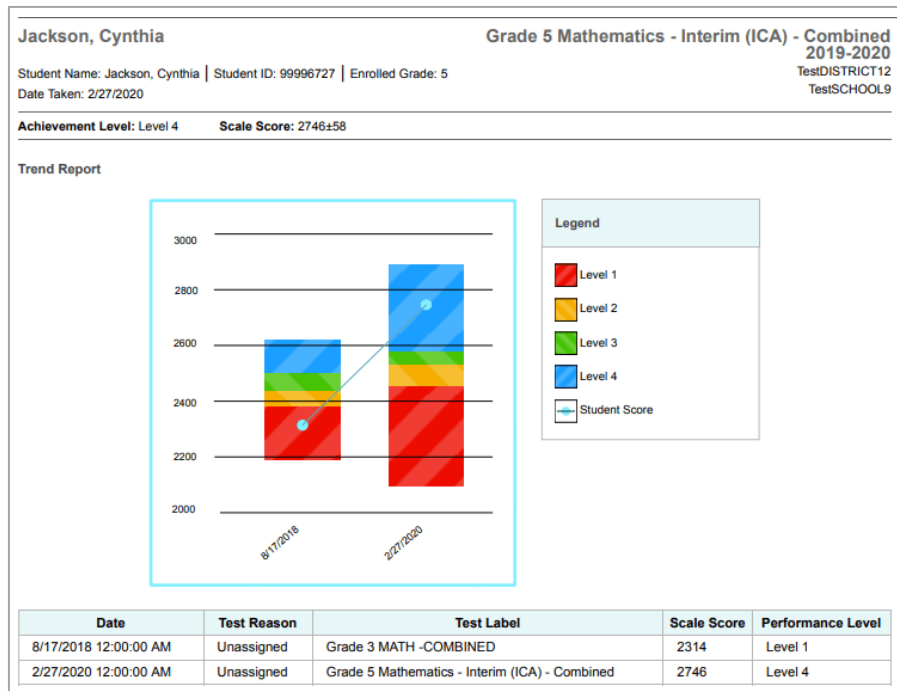 Jackson, Cynthia
Grade 5 Mathematics - Interim (ICA) - Combined
2019-2020
Student Name: Jackson, Cynthia | Student ID: 99996727 | Enrolled Grade: 5
TestDISTRICT12
Date Taken: 2/27/2020
TestSCHOOL9
Achievement Level: Level 4 Scale Score: 2746±58
Trend Report
3000
2800
2600
2400
2200
2000
8/17/2018
2/27/2020
Legend
Level 1
Level 2
Level 3
Level 4
Student Score
Date Test Reason Test Label Scale Score Performance Level
8/17/2018 12:00:00 AM Unassigned Grade 3 MATH -COMBINED 2314 Level 1
2/27/2020 12:00:00 AM Unassigned Grade 5 Mathematics - Interim (ICA) - Combined 2746 Level 4